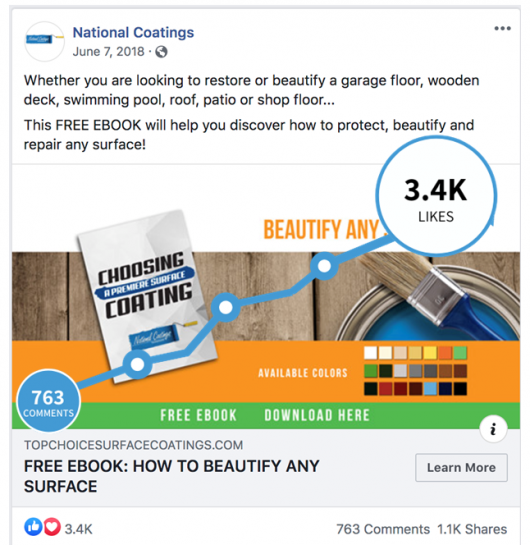 National Coatings
June 7, 2018 ·
Whether you are looking to restore or beautify a garage floor, wooden
deck, swimming pool, roof, patio or shop floor...
This FREE EBOOK will help you discover how to protect, beautify and
repair any surface!
3.4K
LIKES
BEAUTIFY ANY
CHOOSING
A PREMIERE SURFACE
COATING
National Coatings
AVAILABLE COLORS
763
COMMENTS
FREE EBOOK DOWNLOAD HERE
TOPCHOICESURFACECOATINGS.COM
FREE EBOOK: HOW TO BEAUTIFY ANY
SURFACE
Learn More
3.4K
763 Comments 1.1K Shares